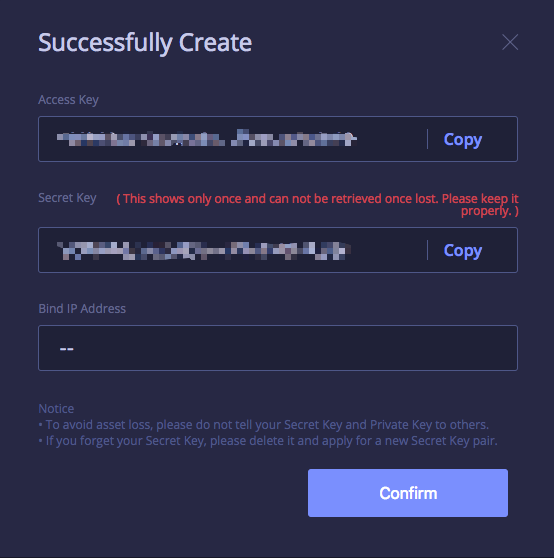 Successfully Create
Access Key
Copy
Secret Key
( This shows only once and can not be retrieved once lost. Please keep it
properly. )
Copy
Bind IP Address
--
Notice
• To avoid asset loss, please do not tell your Secret Key and Private Key to others.
• If you forget your Secret Key, please delete it and apply for a new Secret Key pair.
Confirm